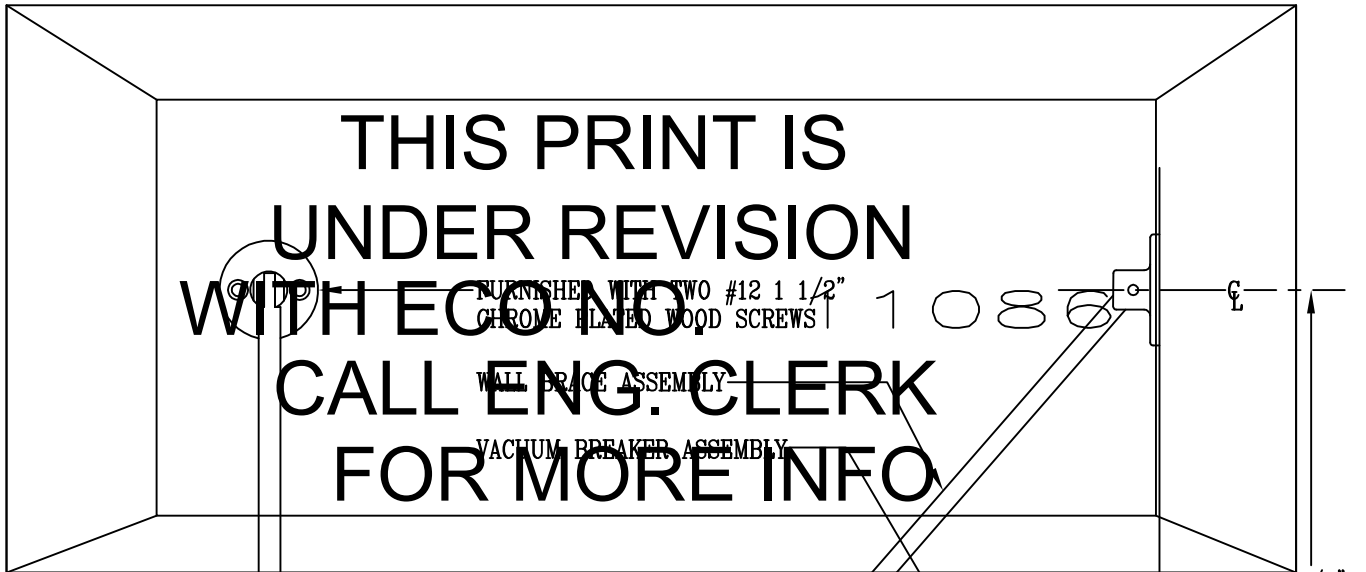 THIS PRINT IS
UNDER REVISION
WITH ECO NO. 11086
CALL ENG. CLERK
FOR MORE INFO
FURNISHED WITH TWO #12 1 1/2"
CHROME PLATED WOOD SCREWS
WALL BRACE ASSEMBLY
VACUUM BREAKER ASSEMBLY
℄